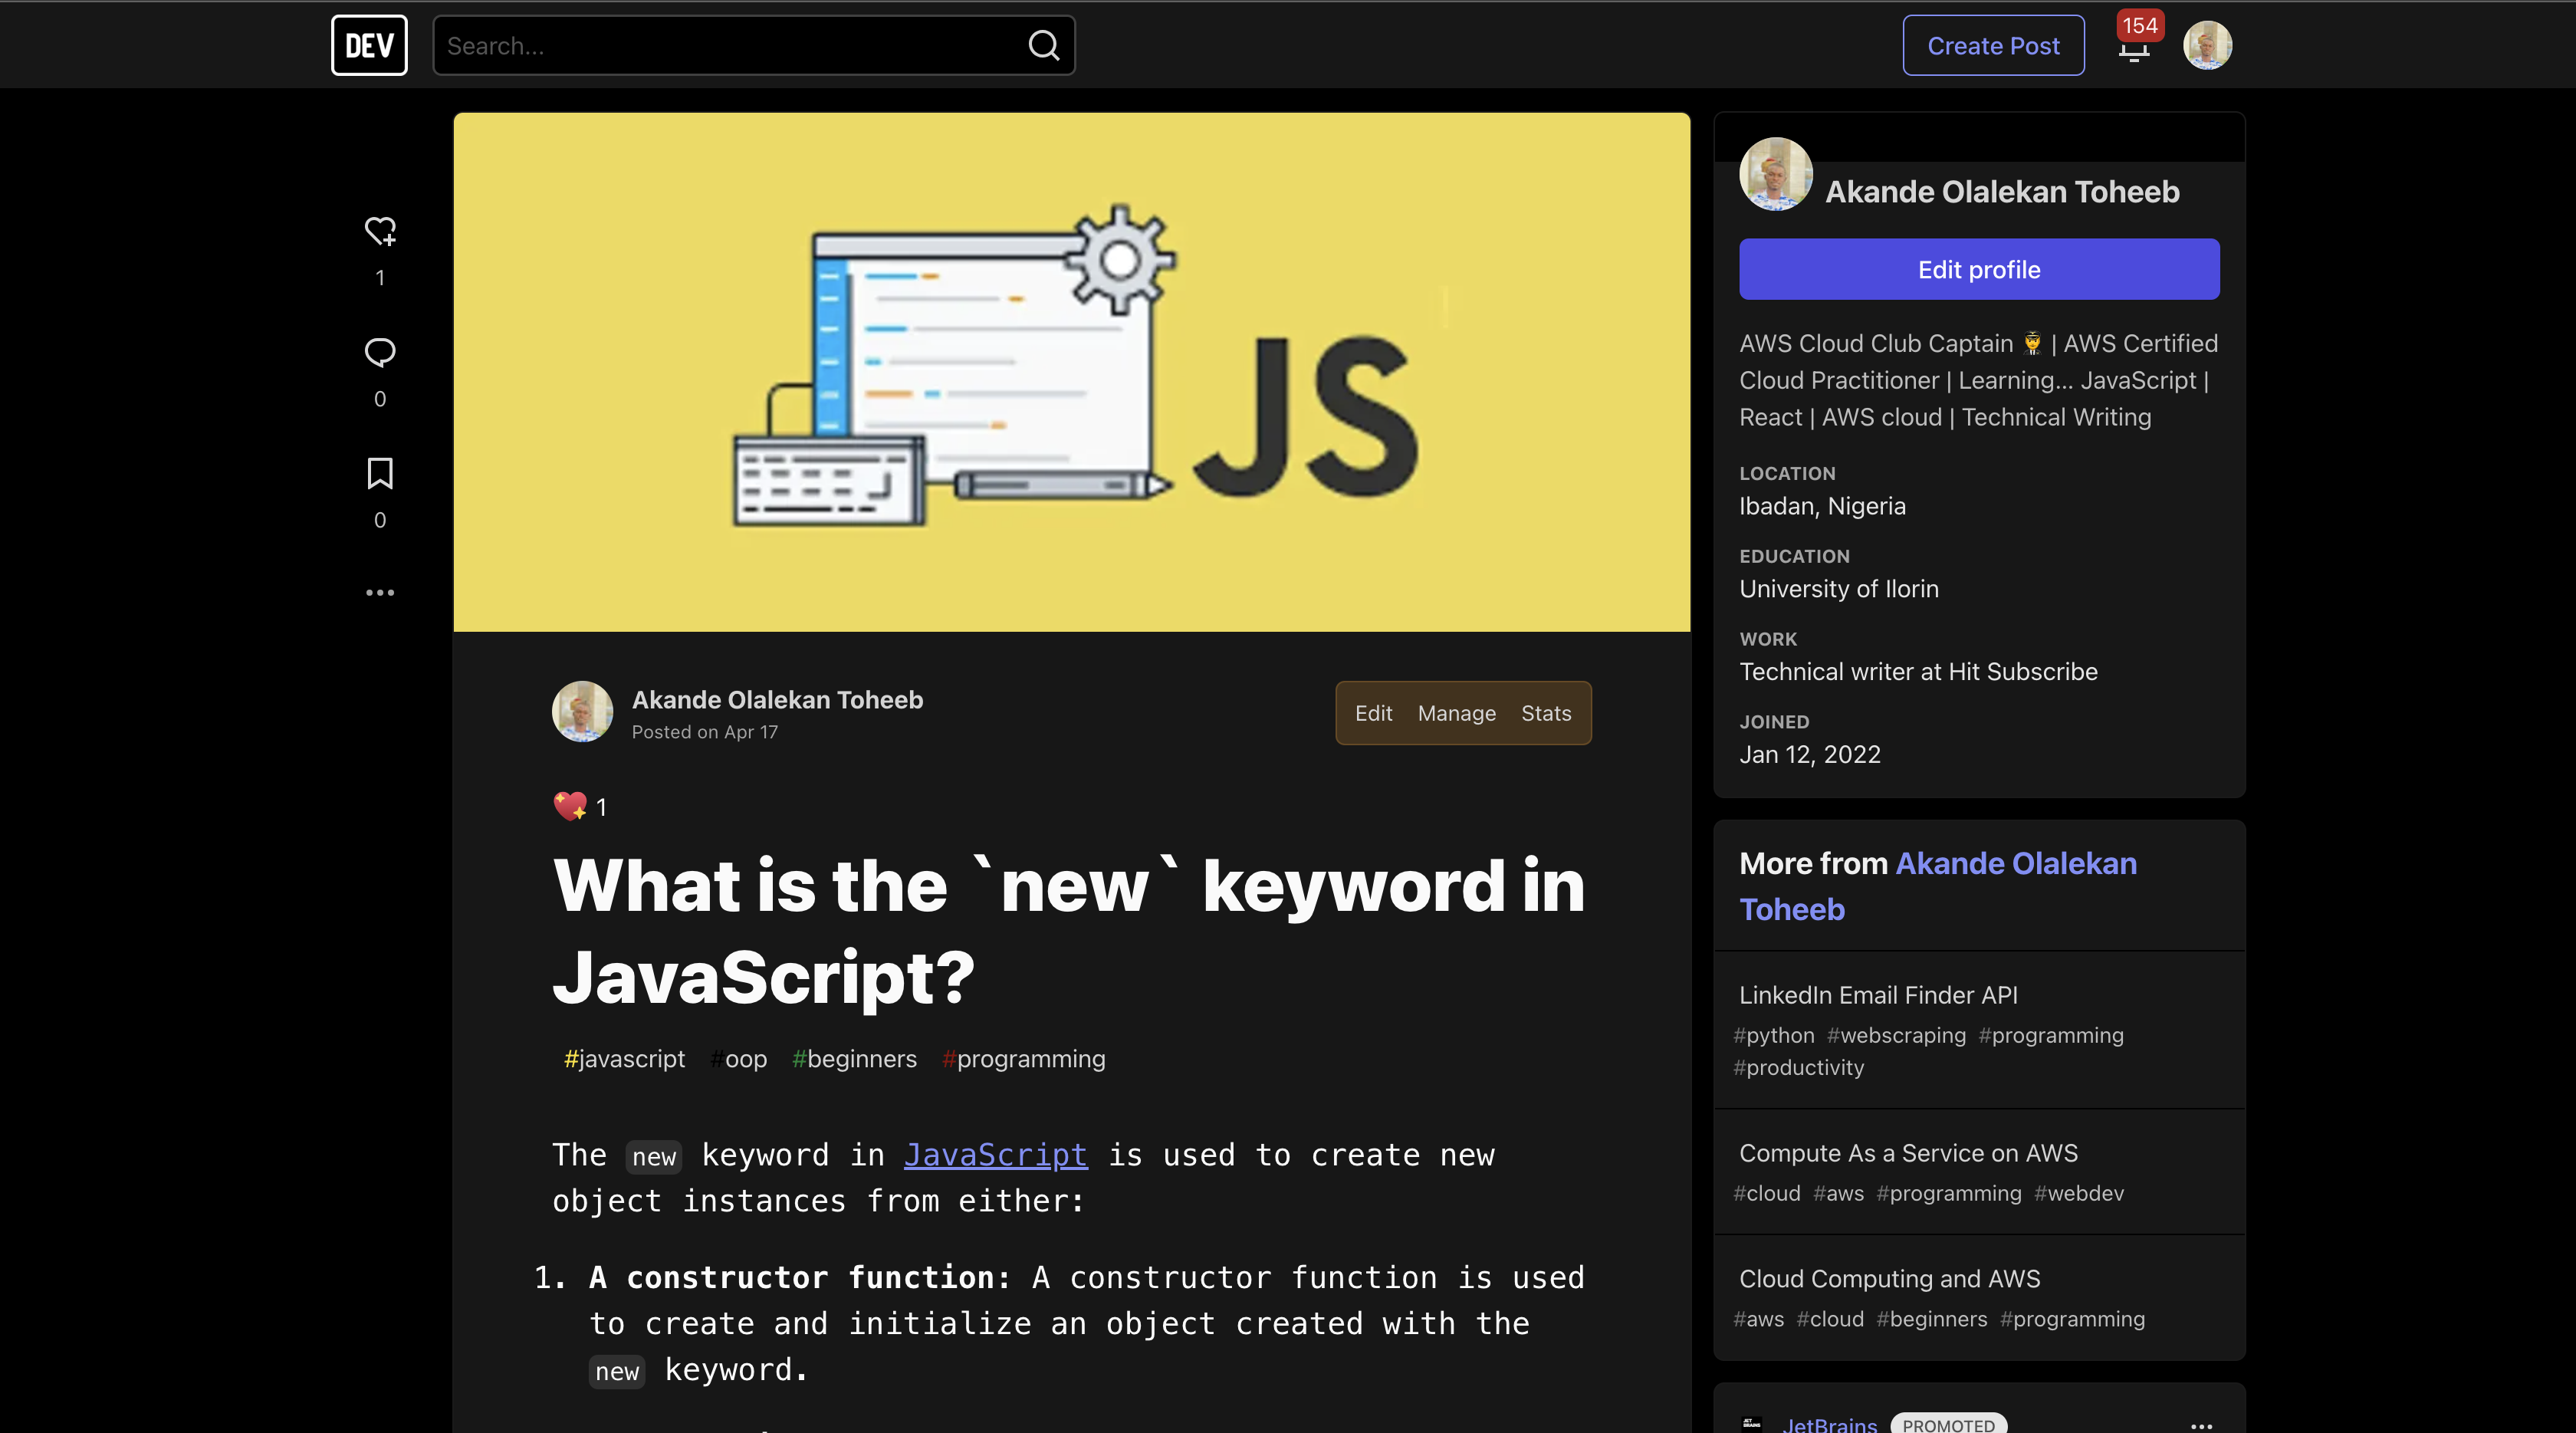 DEV
Search...
Create Post
154
1
0
0
JS
Akande Olalekan Toheeb
Posted on Apr 17
Edit Manage Stats
1
What is the `new` keyword in
JavaScript?
#javascript #oop #beginners #programming
The new keyword in JavaScript is used to create new
object instances from either:
1. A constructor function: A constructor function is used
to create and initialize an object created with the
new keyword.
Akande Olalekan Toheeb
Edit profile
AWS Cloud Club Captain 👩‍✈️ | AWS Certified
Cloud Practitioner | Learning... JavaScript |
React | AWS cloud | Technical Writing
LOCATION
Ibadan, Nigeria
EDUCATION
University of Ilorin
WORK
Technical writer at Hit Subscribe
JOINED
Jan 12, 2022
More from Akande Olalekan
Toheeb
LinkedIn Email Finder API
#python #webscraping #programming
#productivity
Compute As a Service on AWS
#cloud #aws #programming #webdev
Cloud Computing and AWS
#aws #cloud #beginners #programming
JET
BRAINS
JetBrains PROMOTED